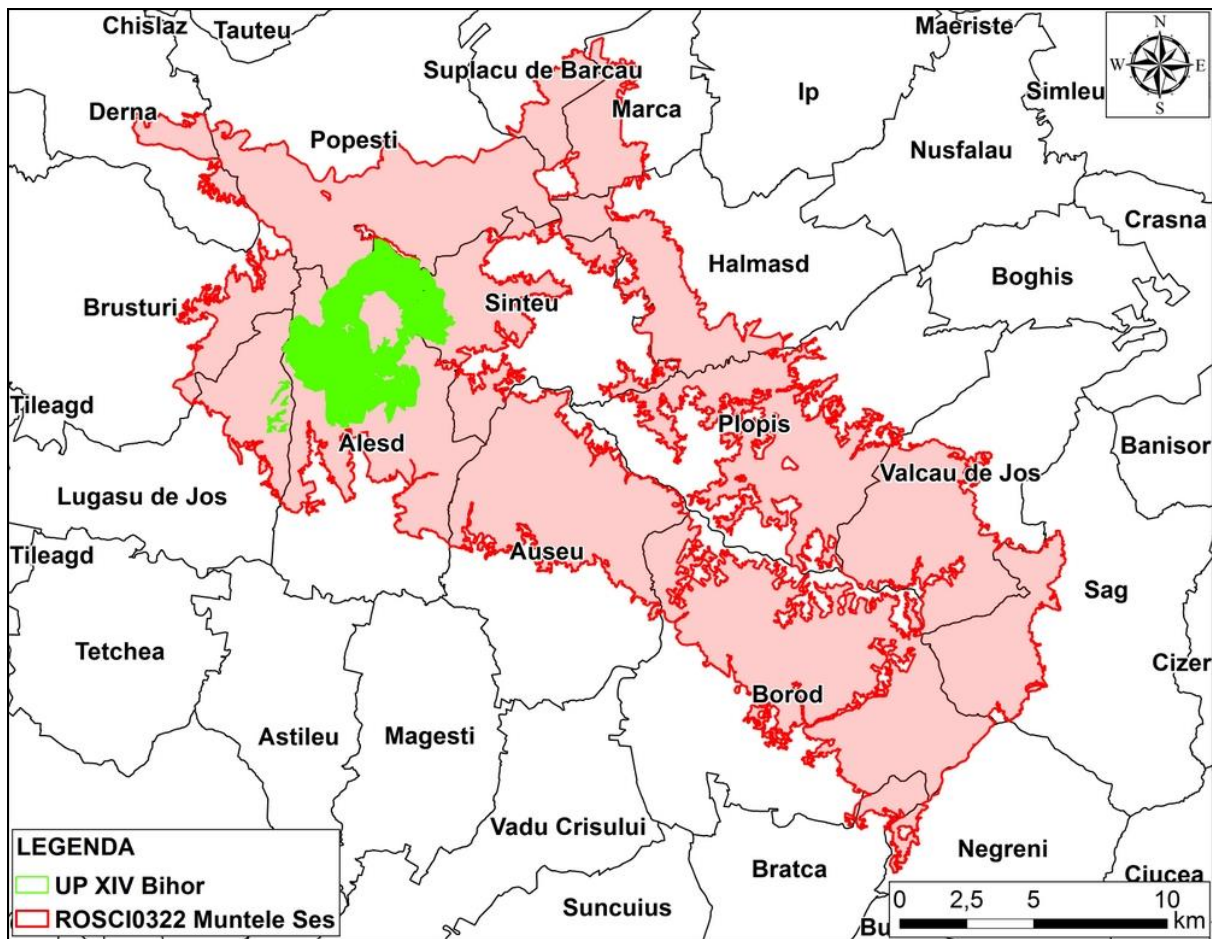 Chislaz
Tauteu
Maeriste
N
W
E
S
Suplacu de Barcau
Derna
Marca
Ip
Simleu
Popesti
Nusfalau
Crasna
Halmasd
Boghis
Brusturi
Sinteu
Tileagd
Plopis
Banisor
Alesd
Valcau de Jos
Lugasu de Jos
Tileagd
Auseu
Sag
Tetchea
Cizer
Borod
Astileu
Magesti
Vadu Crisului
Negreni
Bratca
Ciucea
Suncuius
Bu
LEGENDA
UP XIV Bihor
ROSCI0322 Muntele Ses
0 2,5 5 10
km